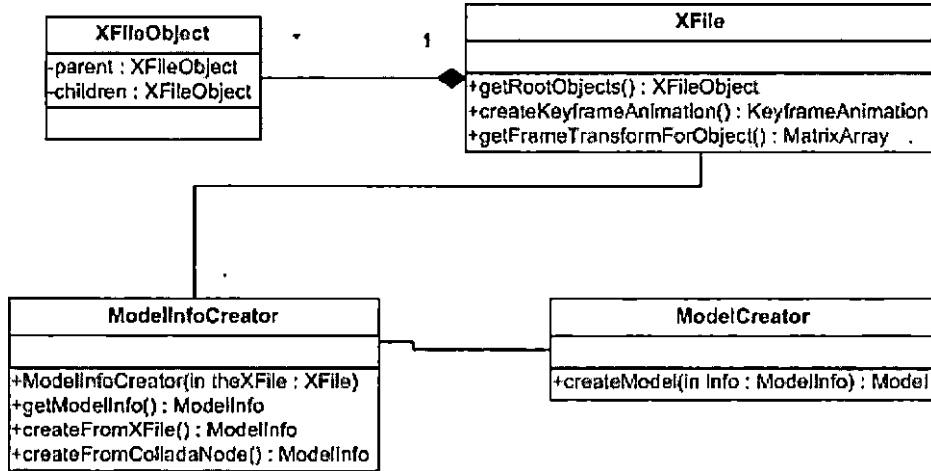 XFileObject
-parent : XFileObject
-children : XFileObject
* 1
XFile
+getRootObjects() : XFileObject
+createKeyframeAnimation() : KeyframeAnimation
+getFrameTransformForObject() : MatrixArray
ModelInfoCreator
+ModelInfoCreator(in theXFile : XFile)
+getModelInfo() : ModelInfo
+createFromXFile() : ModelInfo
+createFromColladaNode() : ModelInfo
ModelCreator
+createModel(in Info : ModelInfo) : Model